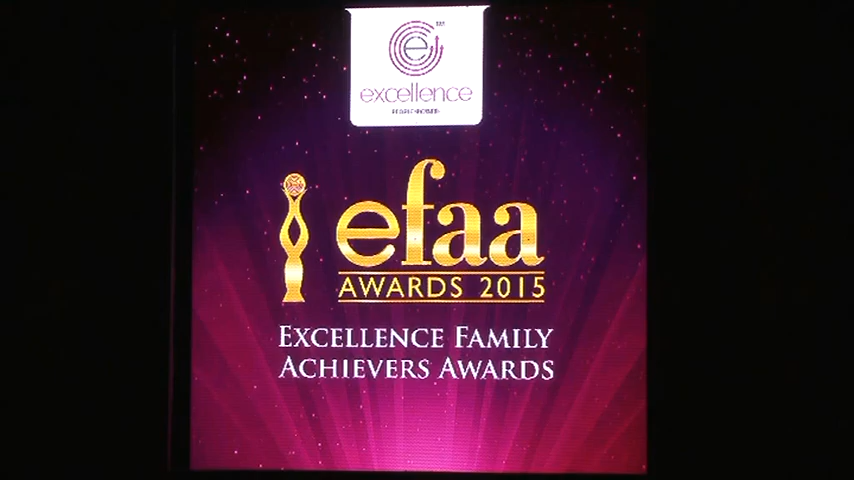 excellence
efaa
AWARDS 2015
EXCELLENCE FAMILY
ACHIEVERS AWARDS